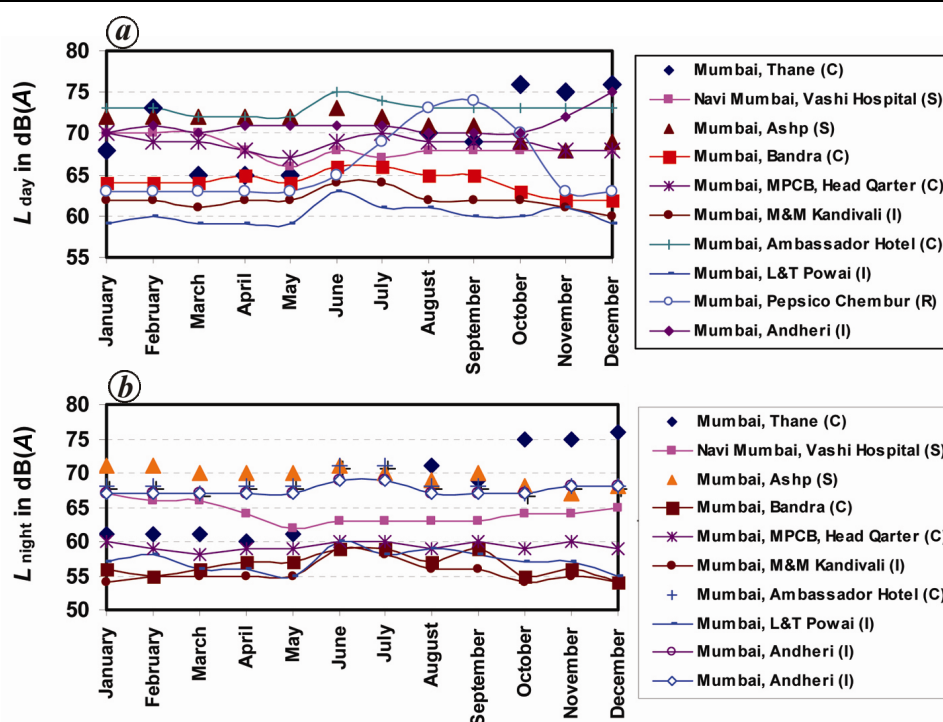 a
80
75
70
65
60
55
L day in dB(A)
January
February
March
April
May
June
July
August
September
October
November
December
Mumbai, Thane (C)
Navi Mumbai, Vashi Hospital (S)
Mumbai, Ashp (S)
Mumbai, Bandra (C)
Mumbai, MPCB, Head Qarter (C)
Mumbai, M&M Kandivali (I)
Mumbai, Ambassador Hotel (C)
Mumbai, L&T Powai (I)
Mumbai, Pepsico Chembur (R)
Mumbai, Andheri (I)
b
80
75
70
65
60
55
50
L night in dB(A)
January
February
March
April
May
June
July
August
September
October
November
December
Mumbai, Thane (C)
Navi Mumbai, Vashi Hospital (S)
Mumbai, Ashp (S)
Mumbai, Bandra (C)
Mumbai, MPCB, Head Qarter (C)
Mumbai, M&M Kandivali (I)
Mumbai, Ambassador Hotel (C)
Mumbai, L&T Powai (I)
Mumbai, Andheri (I)
Mumbai, Andheri (I)